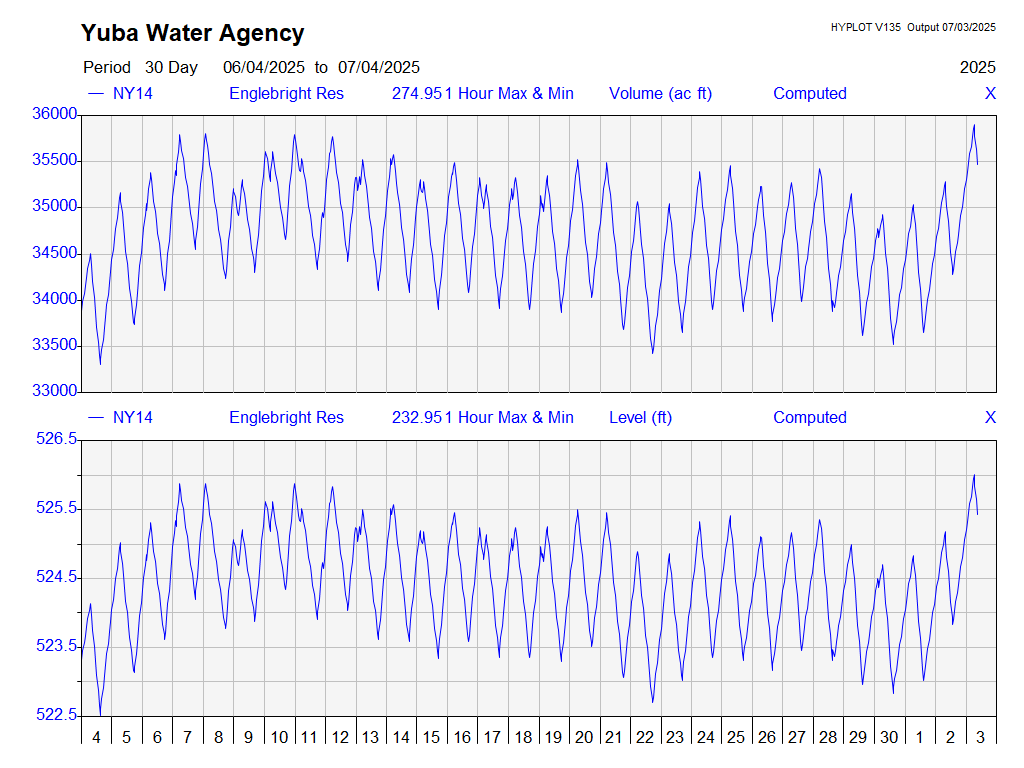 Yuba Water Agency
HYPLOT V135 Output 07/03/2025
Period 30 Day 06/04/2025 to 07/04/2025 2025
NY14 Englebright Res 274.951 Hour Max & Min Volume (ac ft) Computed X
36000
35500
35000
34500
34000
33500
33000
NY14 Englebright Res 232.951 Hour Max & Min Level (ft) Computed X
526.5
525.5
524.5
523.5
522.5
4 5 6 7 8 9 10 11 12 13 14 15 16 17 18 19 20 21 22 23 24 25 26 27 28 29 30 1 2 3